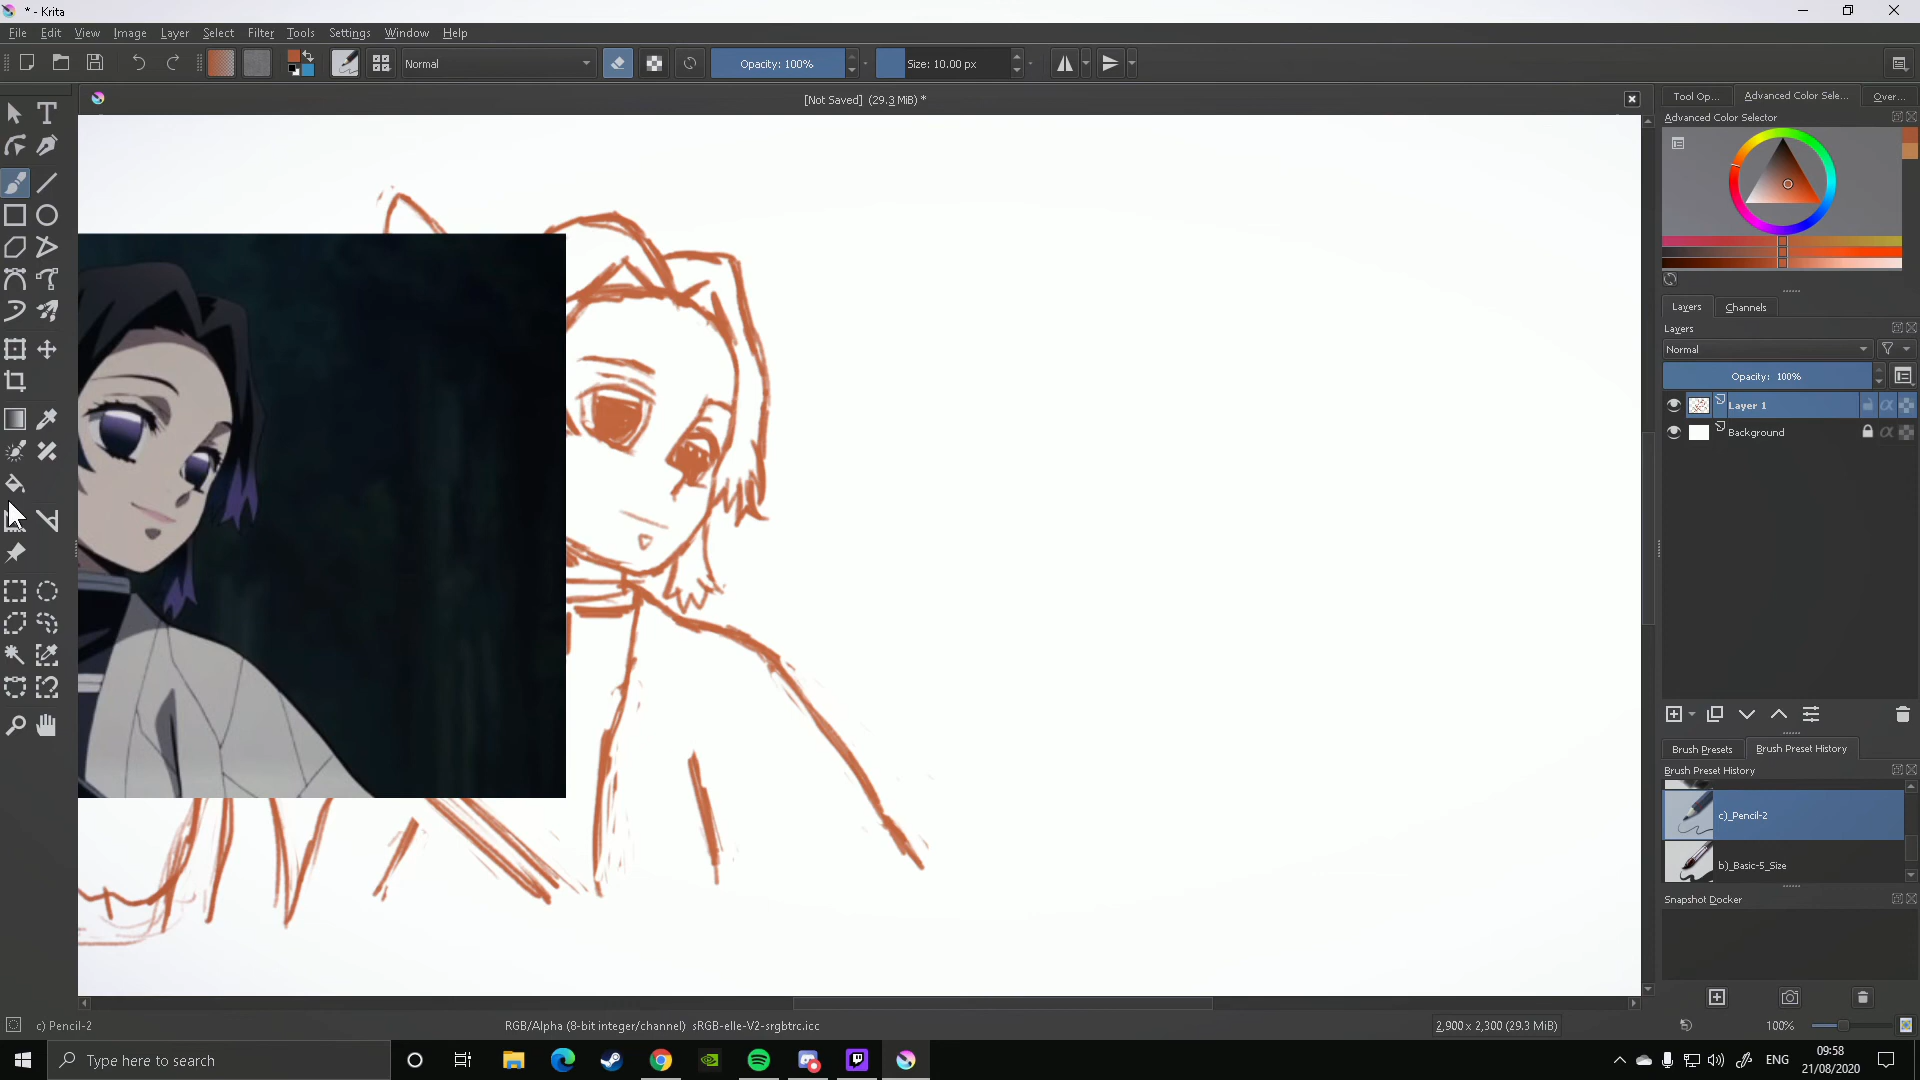 * - Krita
File Edit View Image Layer Select Filter Tools Settings Window Help
Normal
Opacity: 100%
Size: 10.00 px
[Not Saved] (29.3 MiB) *
Tool Op... Advanced Color Sele... Over...
Advanced Color Selector
Layers Channels
Layers
Normal
Opacity: 100%
Layer 1
Background
Brush Presets Brush Preset History
Brush Preset History
c)_Pencil-2
b)_Basic-5_Size
Snapshot Docker
c) Pencil-2
RGB/Alpha (8-bit integer/channel) sRGB-elle-V2-srgbtrc.icc
2,900 x 2,300 (29.3 MiB)
100%
Type here to search
ENG
09:58
21/08/2020